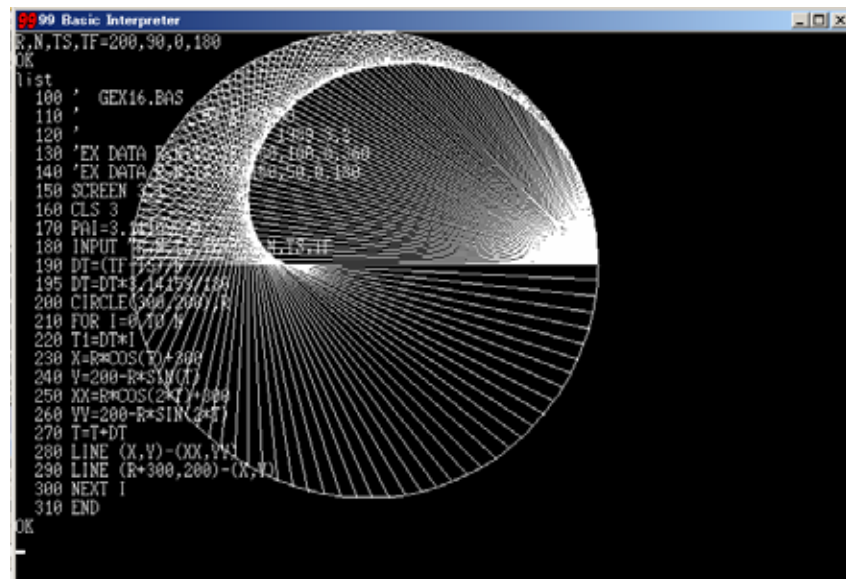 99 99 Basic Interpreter
R,N,TS,TF=200,90,0,180
OK
list
100 '  GEX16.BAS
110 '
120 '
130 'EX DATA
140 'EX DATA
150 SCREEN
160 CLS 3
170
180 INPUT
190
195 DT=DT*3.14159/180
200 CIRCLE(300,200),R
210 FOR I=0 TO N
220 T1=DT*I
230 X=R*COS(T)+300
240 Y=200-R*SIN(T)
250 XX=R*COS(2*T)+300
260 YY=200-R*SIN(2*T)
270 T=T+DT
280 LINE (X,Y)-(XX,YY)
290 LINE (R+300,200)-(X,Y)
300 NEXT I
310 END
OK